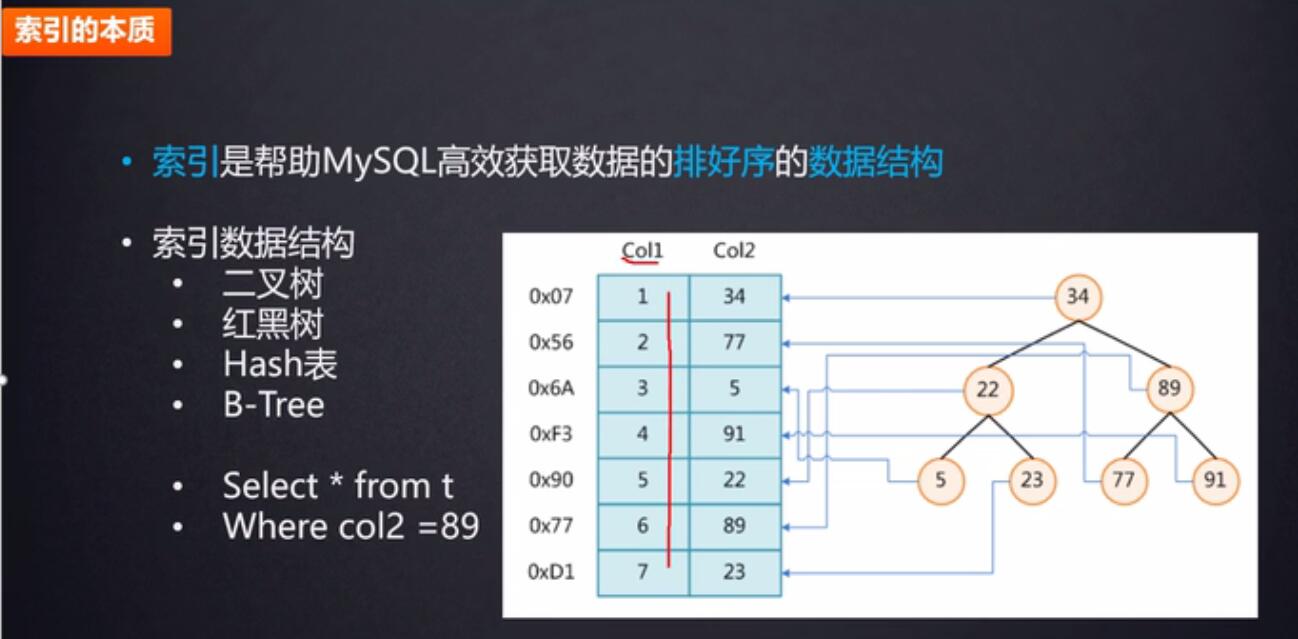 索引的本质
• 索引是帮助MySQL高效获取数据的排好序的数据结构
• 索引数据结构
• 二叉树
• 红黑树
• Hash表
• B-Tree
• Select * from t
• Where col2 =89
Col1 Col2
0x07 1 34
0x56 2 77
0x6A 3 5
0xF3 4 91
0x90 5 22
0x77 6 89
0xD1 7 23
34
22 89
5 23 77 91